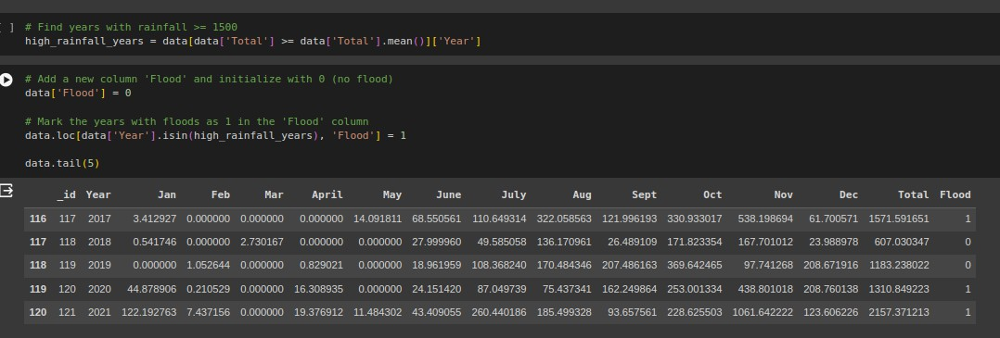 [ ] # Find years with rainfall >= 1500
high_rainfall_years = data[data['Total'] >= data['Total'].mean()]['Year']
# Add a new column 'Flood' and initialize with 0 (no flood)
data['Flood'] = 0
# Mark the years with floods as 1 in the 'Flood' column
data.loc[data['Year'].isin(high_rainfall_years), 'Flood'] = 1
data.tail(5)
_id Year Jan Feb Mar April May June July Aug Sept Oct Nov Dec Total Flood
116 117 2017 3.412927 0.000000 0.000000 0.000000 14.091811 68.550561 110.649314 322.058563 121.996193 330.933017 538.198694 61.700571 1571.591651 1
117 118 2018 0.541746 0.000000 2.730167 0.000000 0.000000 27.999960 49.585058 136.170961 26.489109 171.823354 167.701012 23.988978 607.030347 0
118 119 2019 0.000000 1.052644 0.000000 0.829021 0.000000 18.961959 108.368240 170.484346 207.486163 369.642465 97.741268 208.671916 1183.238022 0
119 120 2020 44.878906 0.210529 0.000000 16.308935 0.000000 24.151420 87.049739 75.437341 162.249864 253.001334 438.801018 208.760138 1310.849223 1
120 121 2021 122.192763 7.437156 0.000000 19.376912 11.484302 43.409055 260.440186 185.499328 93.657561 228.625503 1061.642222 123.606226 2157.371213 1